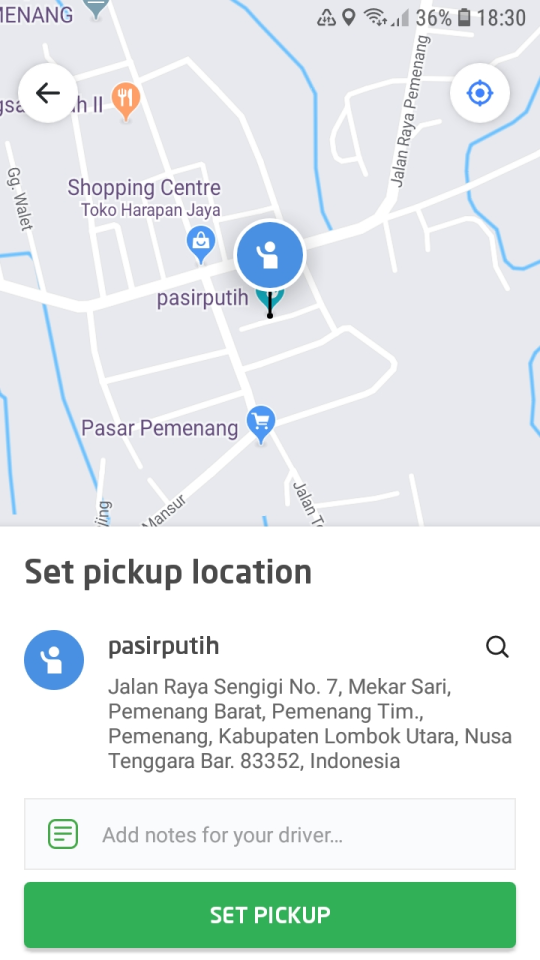 MENANG
36% 18:30
h II
Jalan Raya Pemenang
Gg. Walet
Shopping Centre
Toko Harapan Jaya
pasirputih
Pasar Pemenang
Mansur
Jalan T
Set pickup location
pasirputih
Jalan Raya Sengigi No. 7, Mekar Sari,
Pemenang Barat, Pemenang Tim.,
Pemenang, Kabupaten Lombok Utara, Nusa
Tenggara Bar. 83352, Indonesia
Add notes for your driver...
SET PICKUP